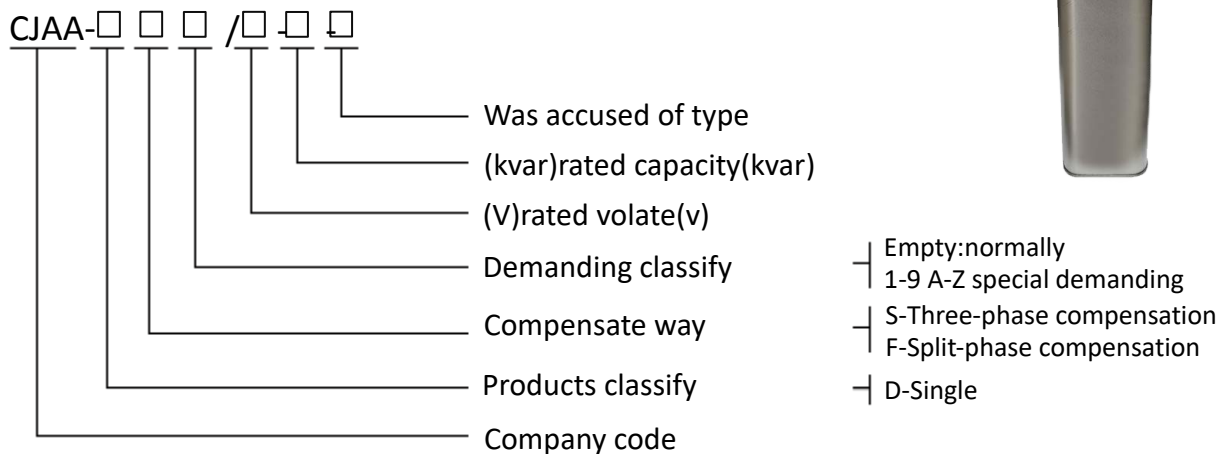 CJAA-□ □ □ /□ -□ -□
Was accused of type
(kvar)rated capacity(kvar)
(V)rated volate(v)
Demanding classify
Empty:normally
1-9 A-Z special demanding
Compensate way
S-Three-phase compensation
F-Split-phase compensation
Products classify
D-Single
Company code